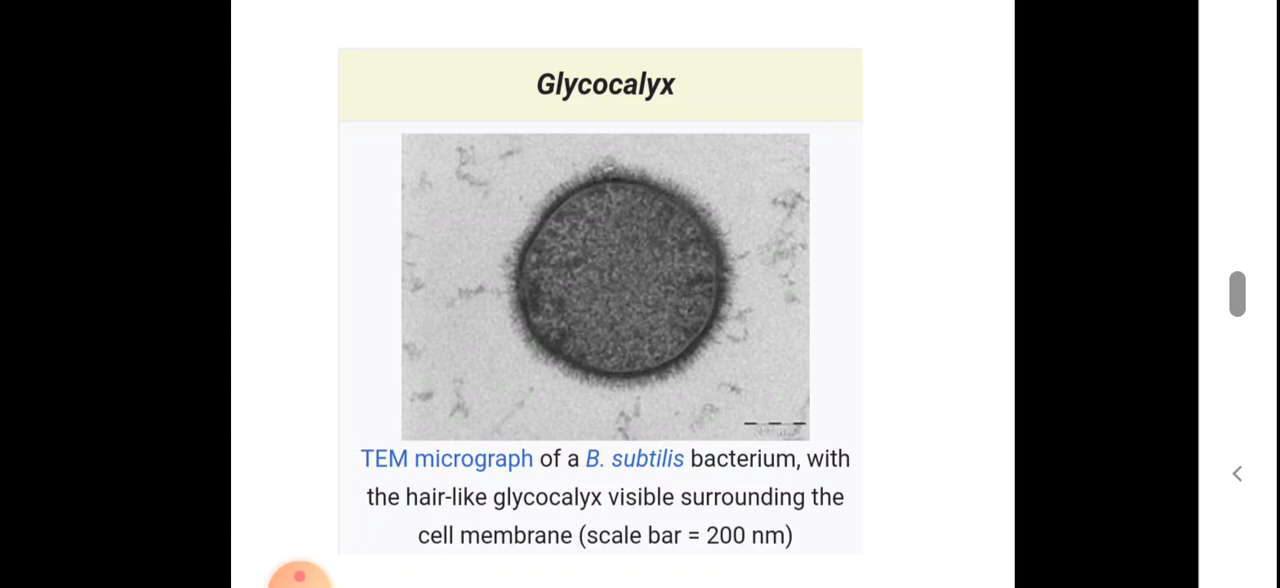 Glycocalyx
TEM micrograph of a B. subtilis bacterium, with
the hair-like glycocalyx visible surrounding the
cell membrane (scale bar = 200 nm)